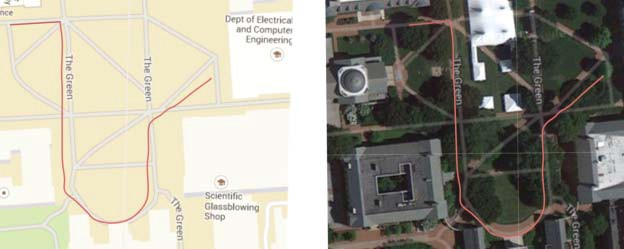 nce
Dept of Electrical
and Computer
Engineering
The Green
The Green
Scientific
Glassblowing
Shop
The Green
The Green
The Green
The Green